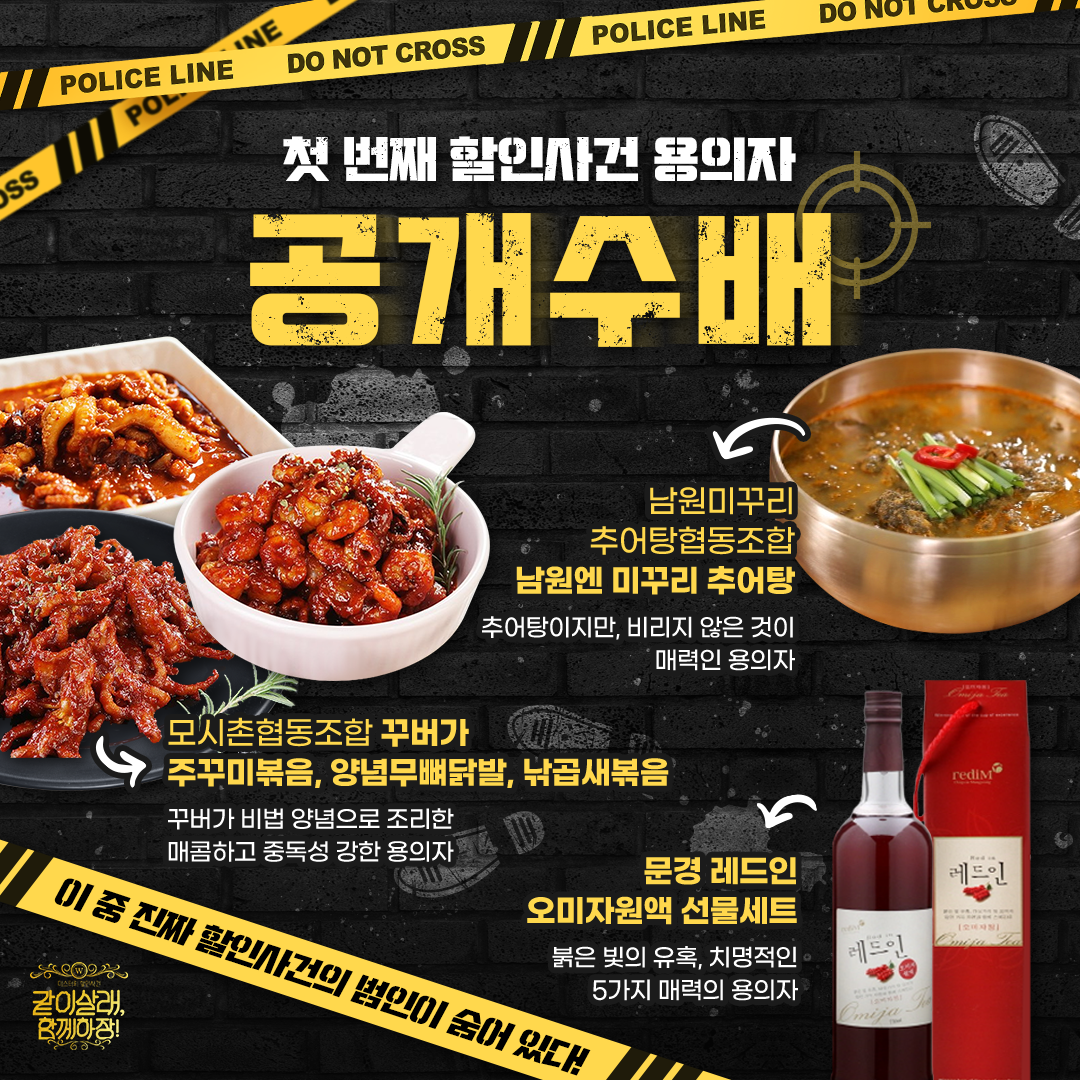 POLICE LINE DO NOT CROSS POLICE LINE DO NOT CROSS
첫 번째 할인사건 용의자
공개수배
남원미꾸리
추어탕협동조합
남원엔 미꾸리 추어탕
추어탕이지만, 비리지 않은 것이
매력인 용의자
모시촌협동조합 꾸버가
주꾸미볶음, 양념무뼈닭발, 낚곱새볶음
꾸버가 비법 양념으로 조리한
매콤하고 중독성 강한 용의자
문경 레드인
오미자원액 선물세트
붉은 빛의 유혹, 치명적인
5가지 매력의 용의자
rediM
레드인
Omija Tea
레드인
Omija Tea
이 중 진짜 할인사건의 범인이 숨어 있다!
W
같이살래,
함께하장!